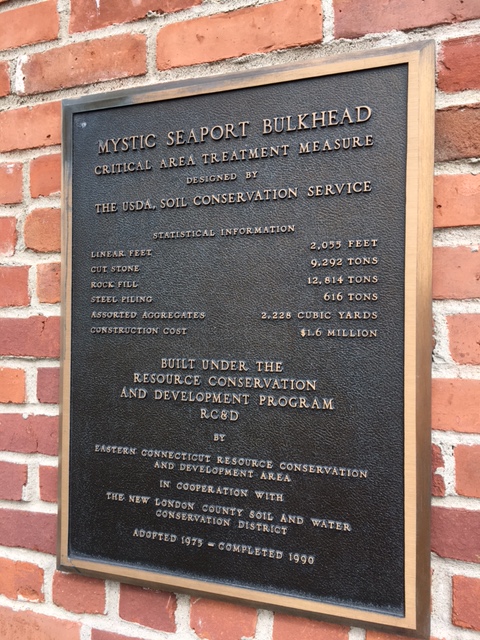 MYSTIC SEAPORT BULKHEAD
CRITICAL AREA TREATMENT MEASURE
DESIGNED BY
THE USDA, SOIL CONSERVATION SERVICE
STATISTICAL INFORMATION
LINEAR FEET 2,055 FEET
CUT STONE 9,292 TONS
ROCK FILL 12,814 TONS
STEEL PILING 616 TONS
ASSORTED AGGREGATES 2,228 CUBIC YARDS
CONSTRUCTION COST $1.6 MILLION
BUILT UNDER THE
RESOURCE CONSERVATION
AND DEVELOPMENT PROGRAM
RC&D
BY
EASTERN CONNECTICUT RESOURCE CONSERVATION
AND DEVELOPMENT AREA
IN COOPERATION WITH
THE NEW LONDON COUNTY SOIL AND WATER
CONSERVATION DISTRICT
ADOPTED 1975 – COMPLETED 1990